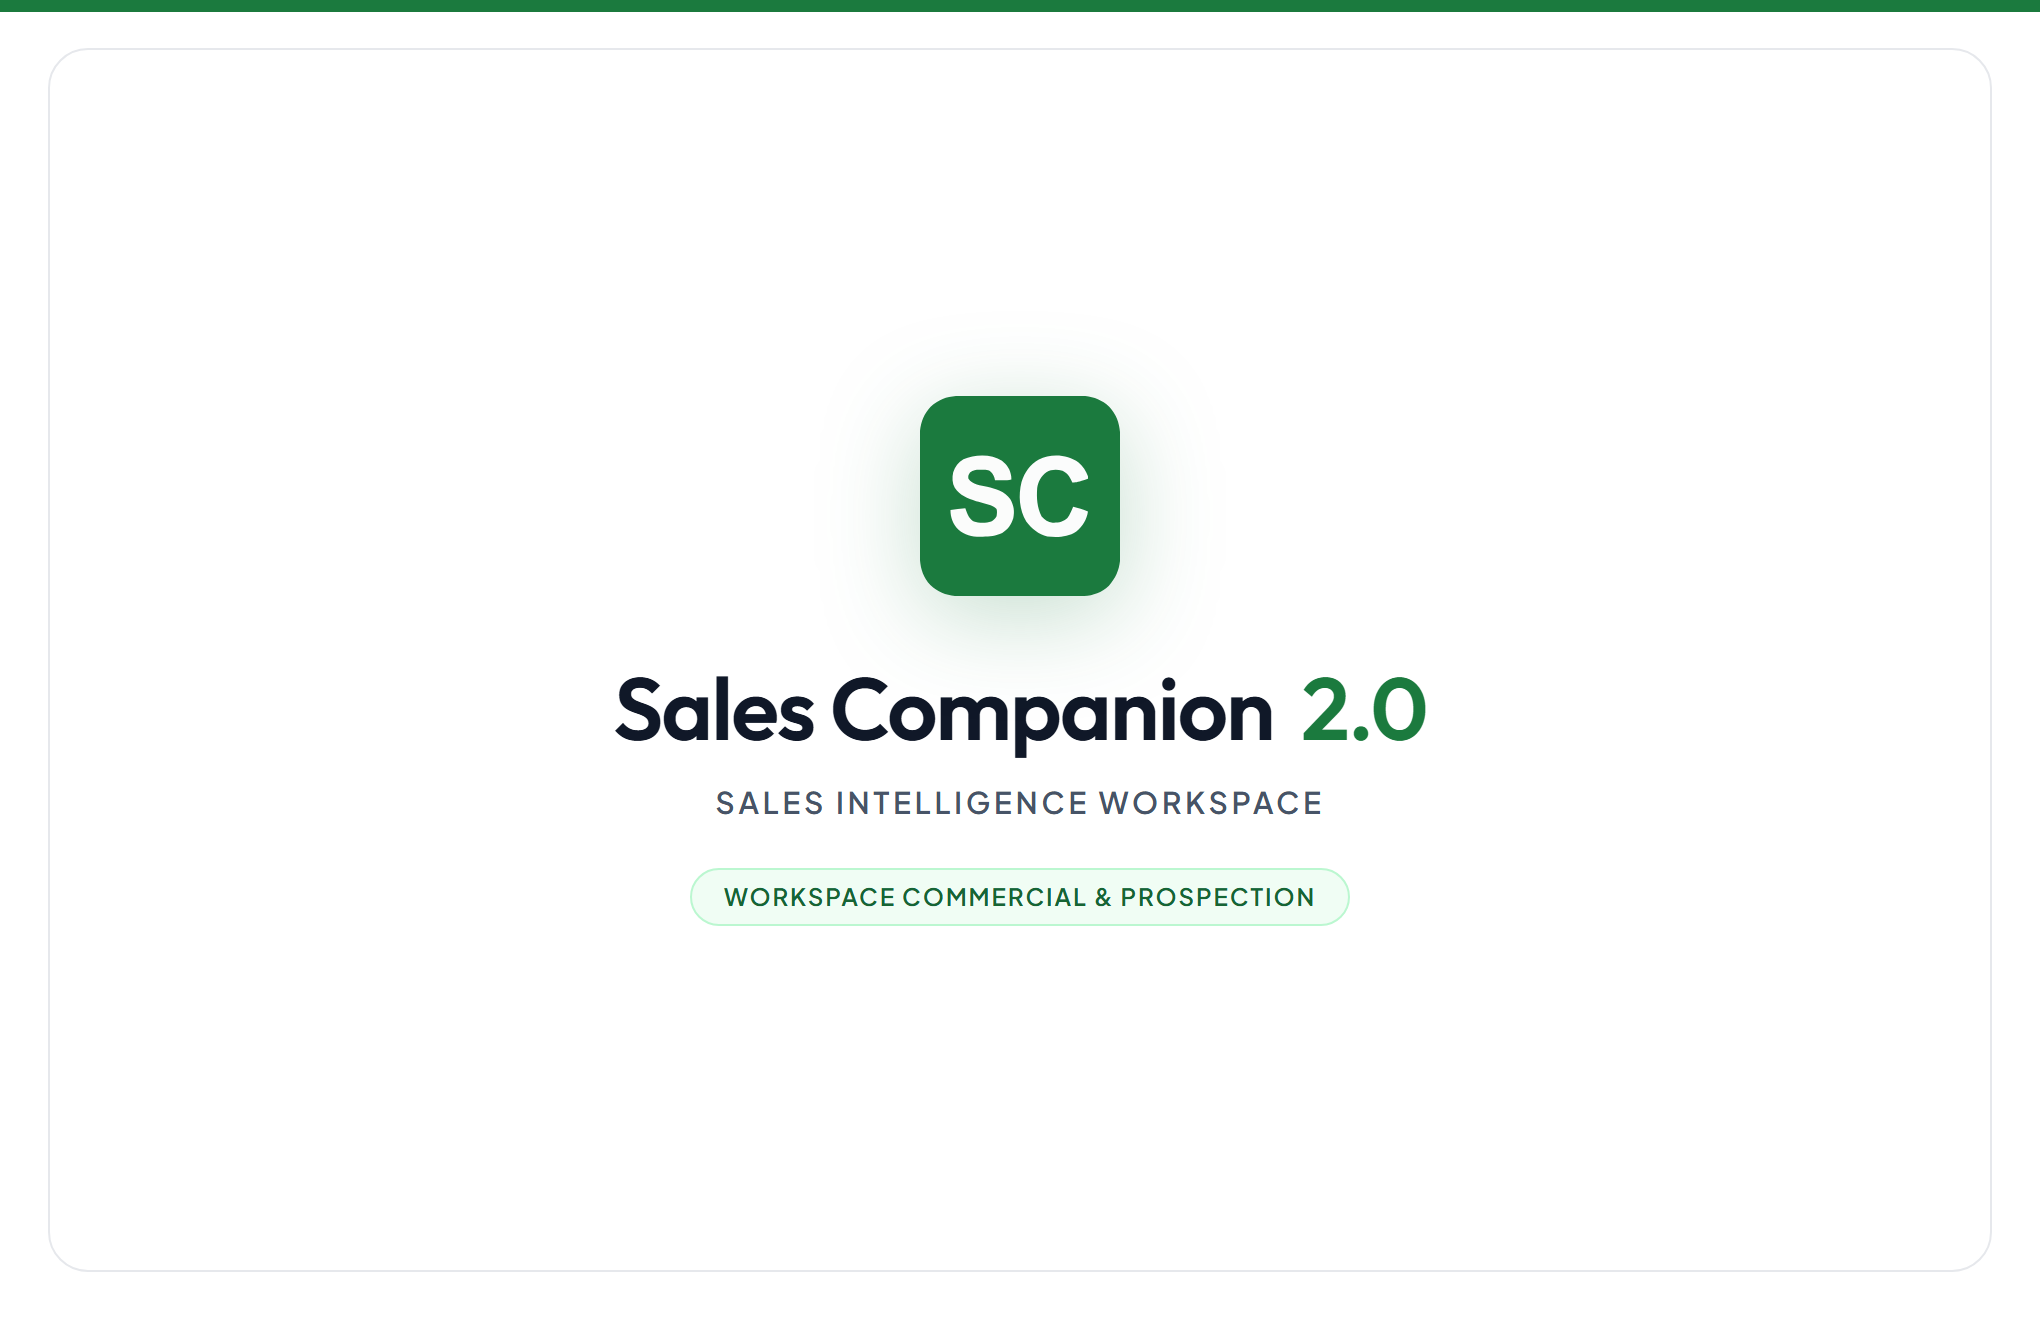 SC
Sales Companion 2.0
SALES INTELLIGENCE WORKSPACE
WORKSPACE COMMERCIAL & PROSPECTION